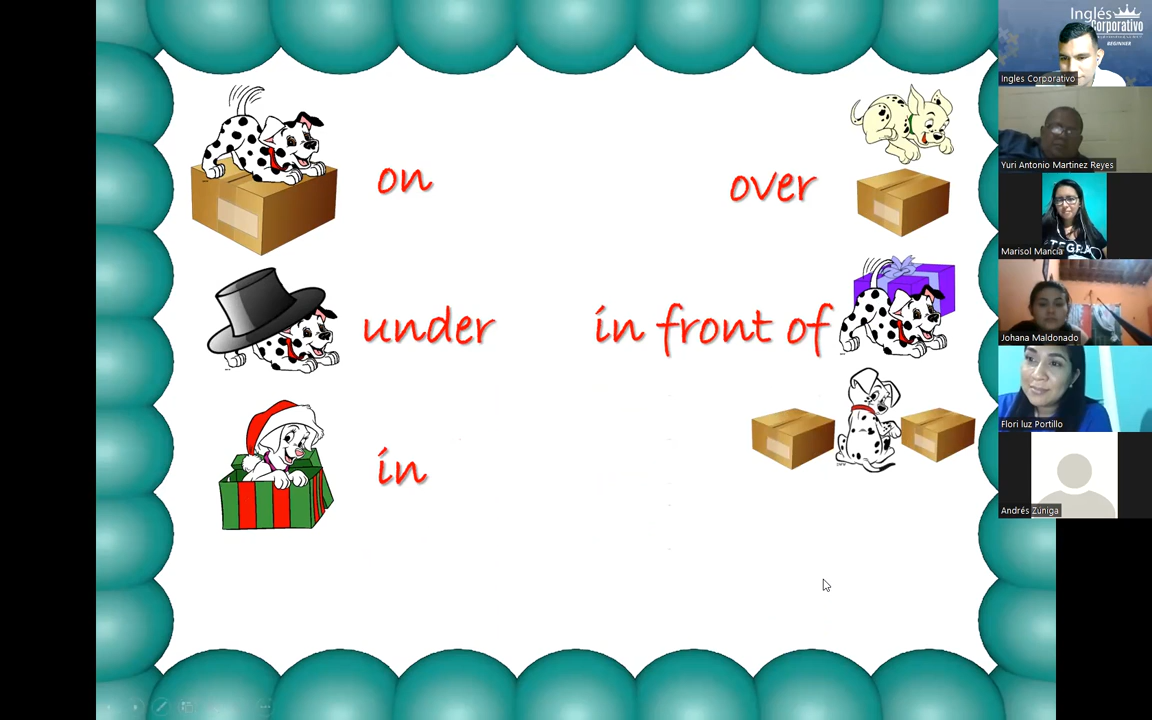 on
over
under
in front of
in
Inglés
Corporativo
BEGINNER
Ingles Corporativo
Yuri Antonio Martinez Reyes
Marisol Mancía
Johana Maldonado
Flori luz Portillo
Andrés Zúniga